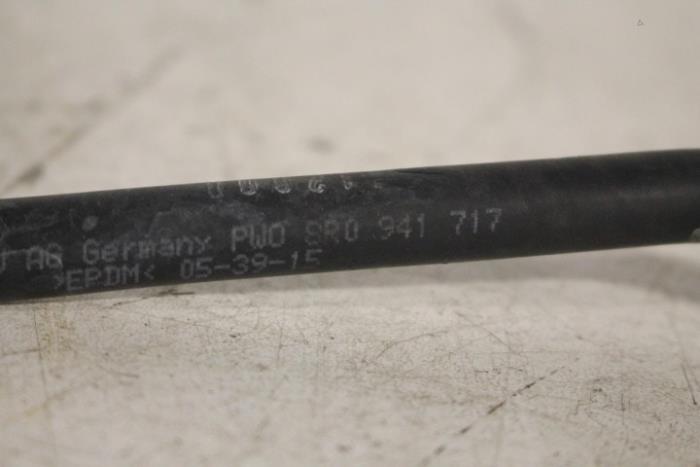 AG Germany PWO 8R0 941 717
>EPDM< 05-39-15